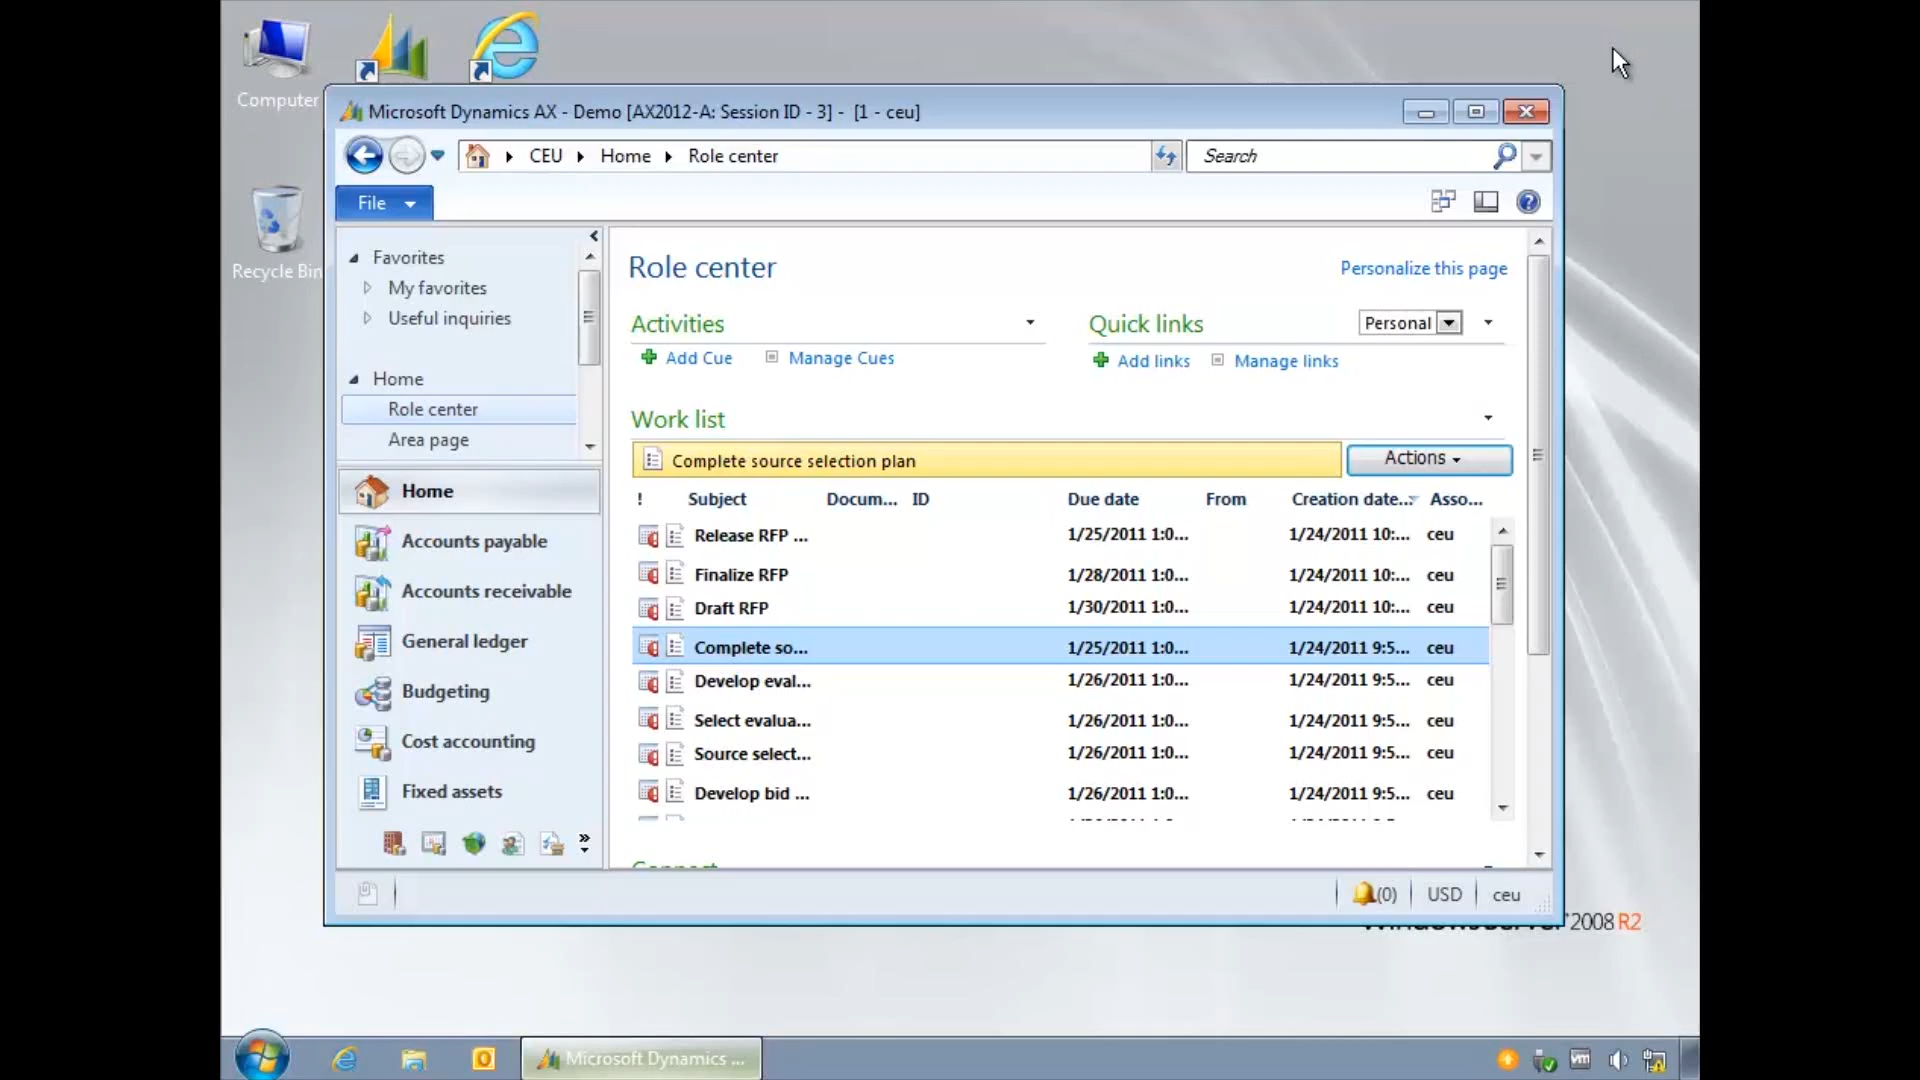 Computer
Recycle Bin
Microsoft Dynamics AX - Demo [AX2012-A: Session ID - 3] - [1 - ceu]
CEU Home Role center
Search
File
Favorites
My favorites
Useful inquiries
Home
Role center
Area page
Home
Accounts payable
Accounts receivable
General ledger
Budgeting
Cost accounting
Fixed assets
Role center
Personalize this page
Activities
Add Cue Manage Cues
Quick links Personal
Add links Manage links
Work list
Complete source selection plan Actions
! Subject Docum... ID Due date From Creation date... Asso...
Release RFP ... 1/25/2011 1:0... 1/24/2011 10:... ceu
Finalize RFP 1/28/2011 1:0... 1/24/2011 10:... ceu
Draft RFP 1/30/2011 1:0... 1/24/2011 10:... ceu
Complete so... 1/25/2011 1:0... 1/24/2011 9:5... ceu
Develop eval... 1/26/2011 1:0... 1/24/2011 9:5... ceu
Select evalua... 1/26/2011 1:0... 1/24/2011 9:5... ceu
Source select... 1/26/2011 1:0... 1/24/2011 9:5... ceu
Develop bid ... 1/26/2011 1:0... 1/24/2011 9:5... ceu
(0) USD ceu
2008 R2
Microsoft Dynamics ...